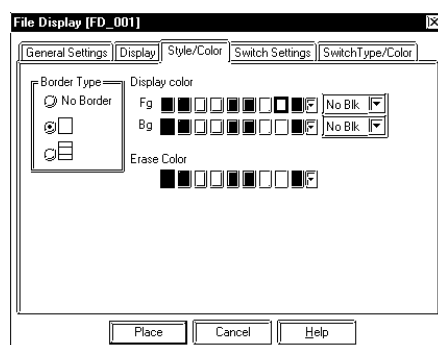 File Display [FD_001]
General Settings Display Style/Color Switch Settings SwitchType/Color
Border Type
No Border
Display color
Fg No Blk
Bg No Blk
Erase Color
Place Cancel Help